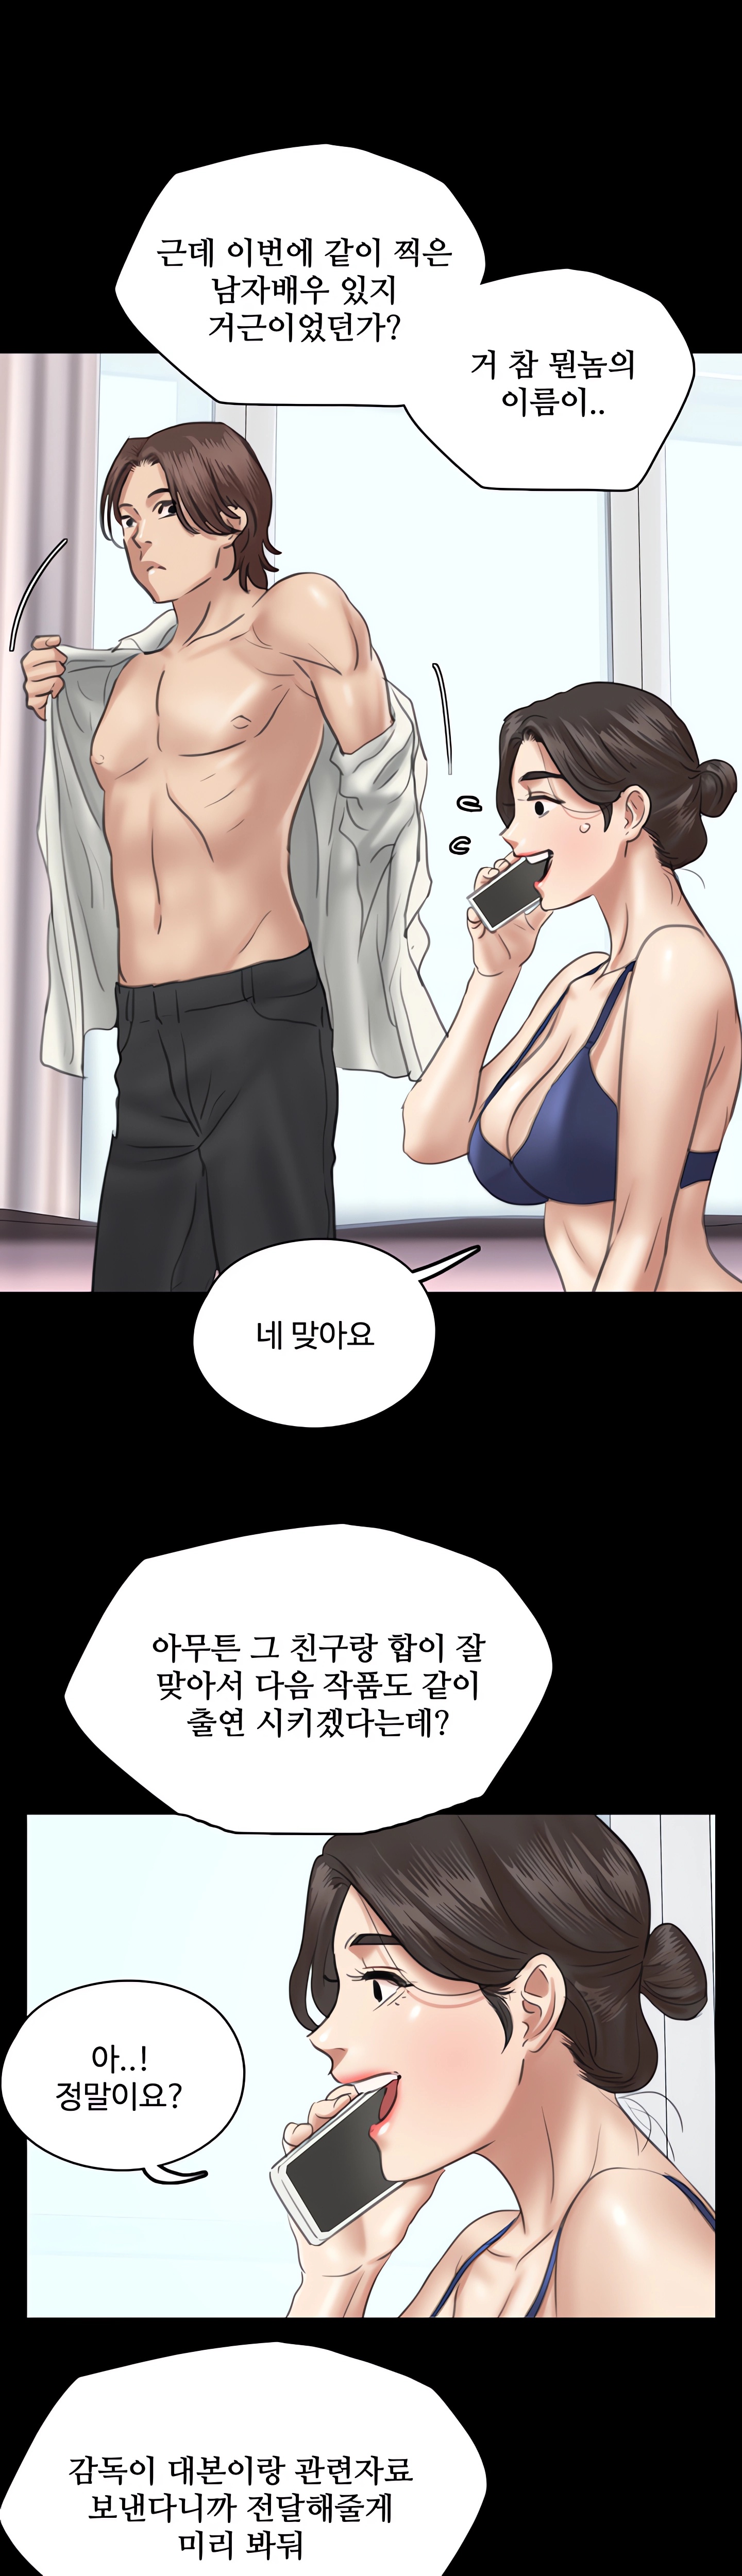 근데 이번에 같이 찍은
남자배우 있지
거근이었던가?
거 참 뭔놈의
이름이..
네 맞아요
아무튼 그 친구랑 합이 잘
맞아서 다음 작품도 같이
출연 시키겠다는데?
아..!
정말이요?
감독이 대본이랑 관련자료
보낸다니까 전달해줄게
미리 봐둬